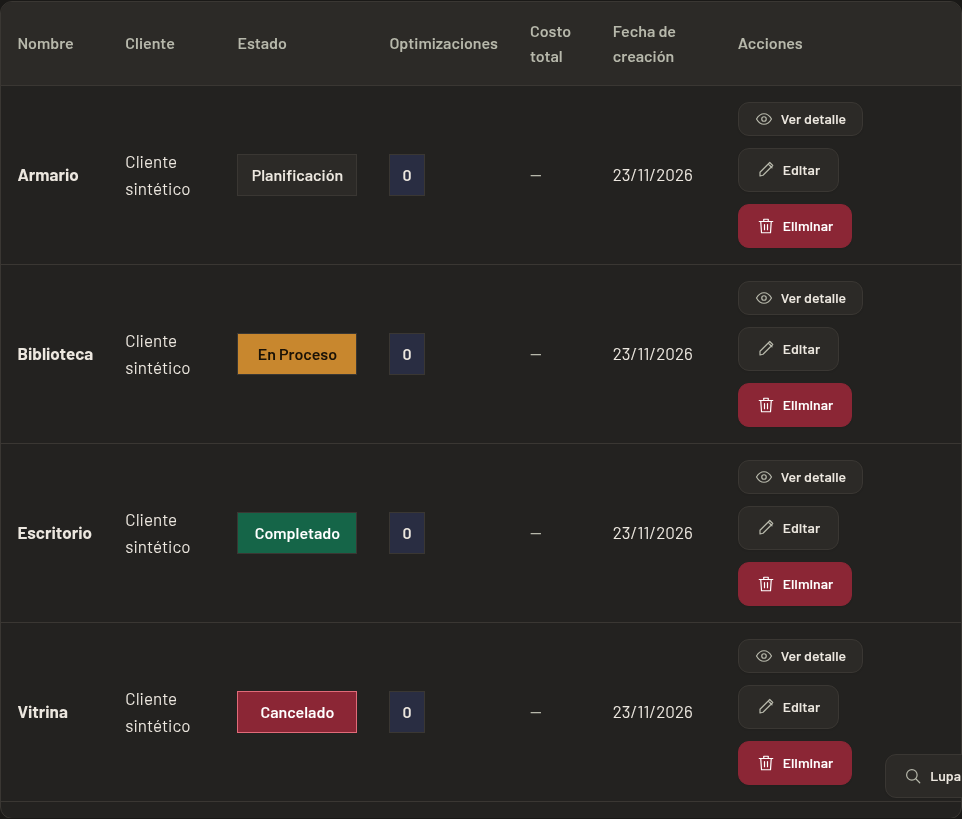 Nombre Cliente Estado Optimizaciones Costo total Fecha de creación Acciones
Armario Cliente sintético Planificación 0 — 23/11/2026 Ver detalle
Editar
Eliminar
Biblioteca Cliente sintético En Proceso 0 — 23/11/2026 Ver detalle
Editar
Eliminar
Escritorio Cliente sintético Completado 0 — 23/11/2026 Ver detalle
Editar
Eliminar
Vitrina Cliente sintético Cancelado 0 — 23/11/2026 Ver detalle
Editar
Eliminar
Lupa